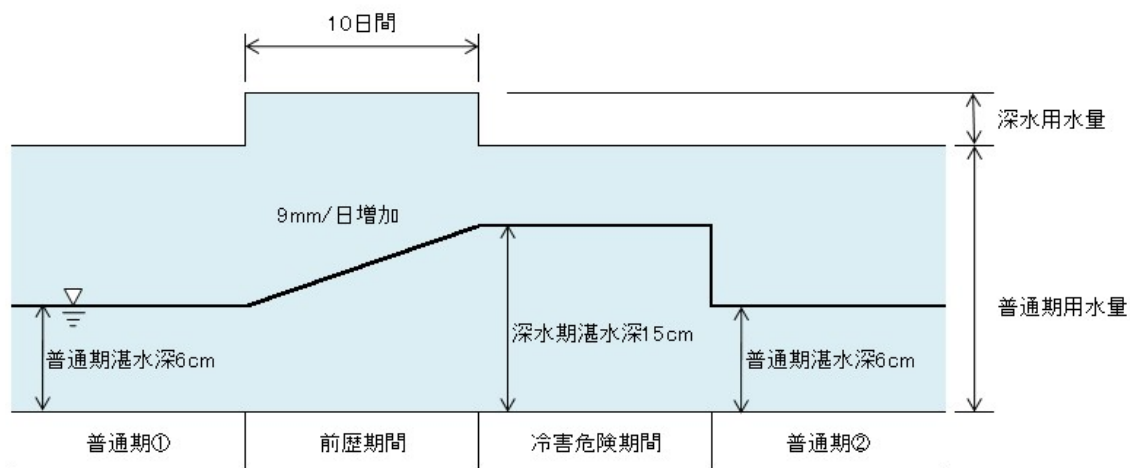 10日間
深水用水量
9mm/日増加
普通期用水量
深水期湛水深15cm
普通期湛水深6cm
普通期湛水深6cm
普通期①
前歴期間
冷害危険期間
普通期②